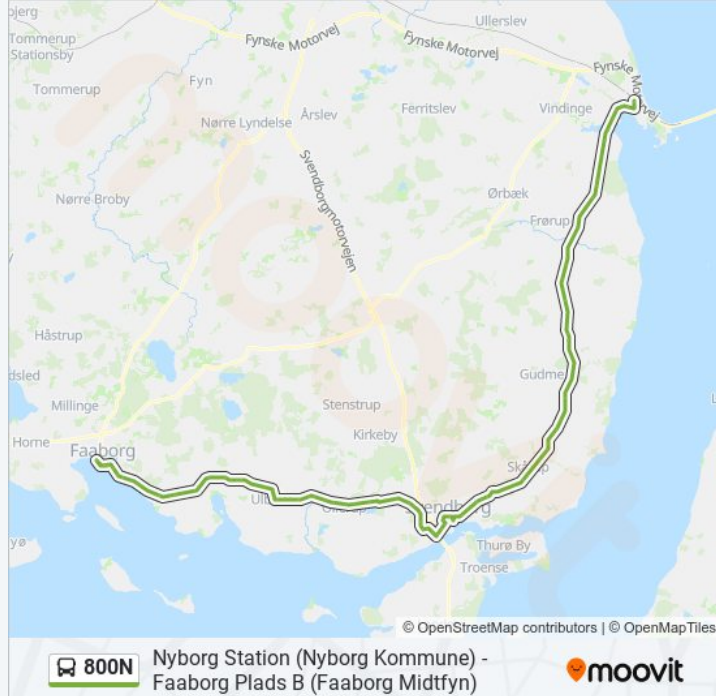 Ullerslev
Tommerup
Stationsby
Fynske Motorvej
Fynske Motorvej
Fynske Motorvej
Fyn
Tommerup
Årslev
Ferritslev
Vindinge
Nørre Lyndelse
Svendborgmotorvejen
Nørre Broby
Ørbæk
Frørup
Håstrup
Millinge
Stenstrup
Kirkeby
Horne
Faaborg
Thurø By
Troense
© OpenStreetMap contributors | © OpenMapTiles
800N
Nyborg Station (Nyborg Kommune) -
Faaborg Plads B (Faaborg Midtfyn)
moovit